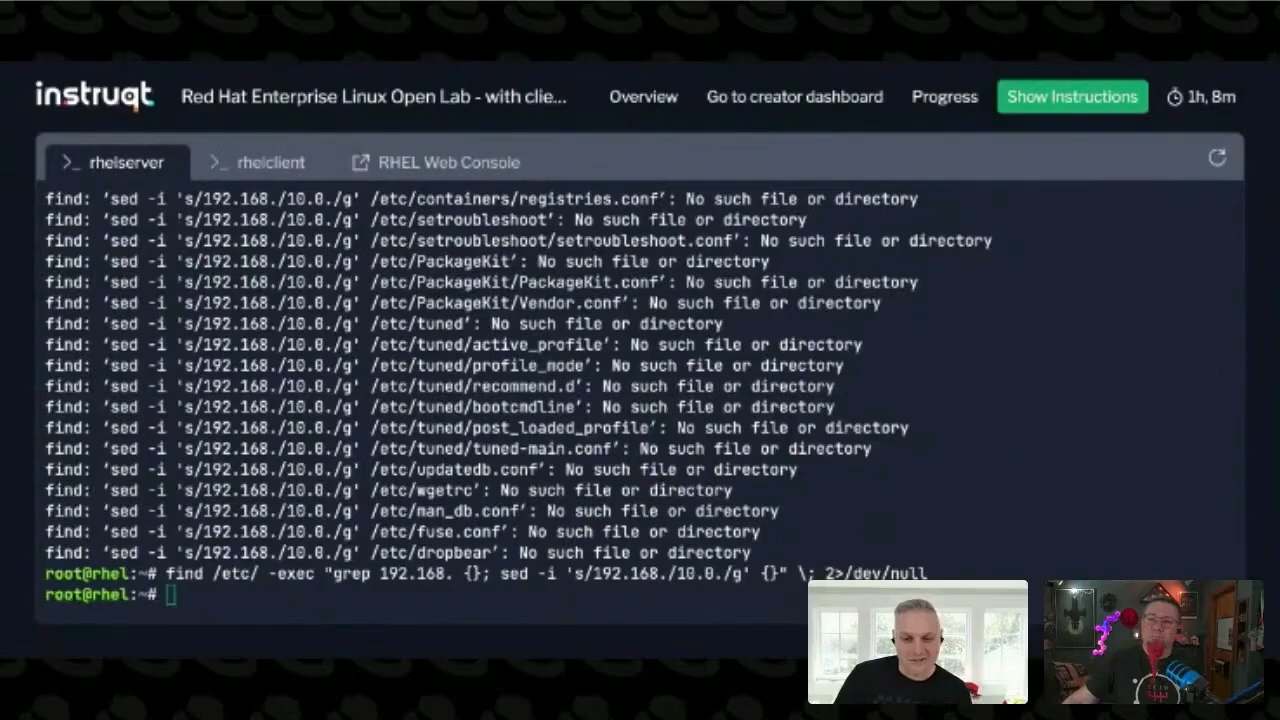 instruqt Red Hat Enterprise Linux Open Lab - with clie... Overview Go to creator dashboard Progress Show Instructions 1h, 8m
>_ rhelserver >_ rhelclient RHEL Web Console
find: ‘sed -i 's/192.168./10.0./g' /etc/containers/registries.conf’: No such file or directory
find: ‘sed -i 's/192.168./10.0./g' /etc/setroubleshoot’: No such file or directory
find: ‘sed -i 's/192.168./10.0./g' /etc/setroubleshoot/setroubleshoot.conf’: No such file or directory
find: ‘sed -i 's/192.168./10.0./g' /etc/PackageKit’: No such file or directory
find: ‘sed -i 's/192.168./10.0./g' /etc/PackageKit/PackageKit.conf’: No such file or directory
find: ‘sed -i 's/192.168./10.0./g' /etc/PackageKit/Vendor.conf’: No such file or directory
find: ‘sed -i 's/192.168./10.0./g' /etc/tuned’: No such file or directory
find: ‘sed -i 's/192.168./10.0./g' /etc/tuned/active_profile’: No such file or directory
find: ‘sed -i 's/192.168./10.0./g' /etc/tuned/profile_mode’: No such file or directory
find: ‘sed -i 's/192.168./10.0./g' /etc/tuned/recommend.d’: No such file or directory
find: ‘sed -i 's/192.168./10.0./g' /etc/tuned/bootcmdline’: No such file or directory
find: ‘sed -i 's/192.168./10.0./g' /etc/tuned/post_loaded_profile’: No such file or directory
find: ‘sed -i 's/192.168./10.0./g' /etc/tuned/tuned-main.conf’: No such file or directory
find: ‘sed -i 's/192.168./10.0./g' /etc/updatedb.conf’: No such file or directory
find: ‘sed -i 's/192.168./10.0./g' /etc/wgetrc’: No such file or directory
find: ‘sed -i 's/192.168./10.0./g' /etc/man_db.conf’: No such file or directory
find: ‘sed -i 's/192.168./10.0./g' /etc/fuse.conf’: No such file or directory
find: ‘sed -i 's/192.168./10.0./g' /etc/dropbear’: No such file or directory
root@rhel:~# find /etc/ -exec "grep 192.168. {}; sed -i 's/192.168./10.0./g' {}" \; 2>/dev/null
root@rhel:~#